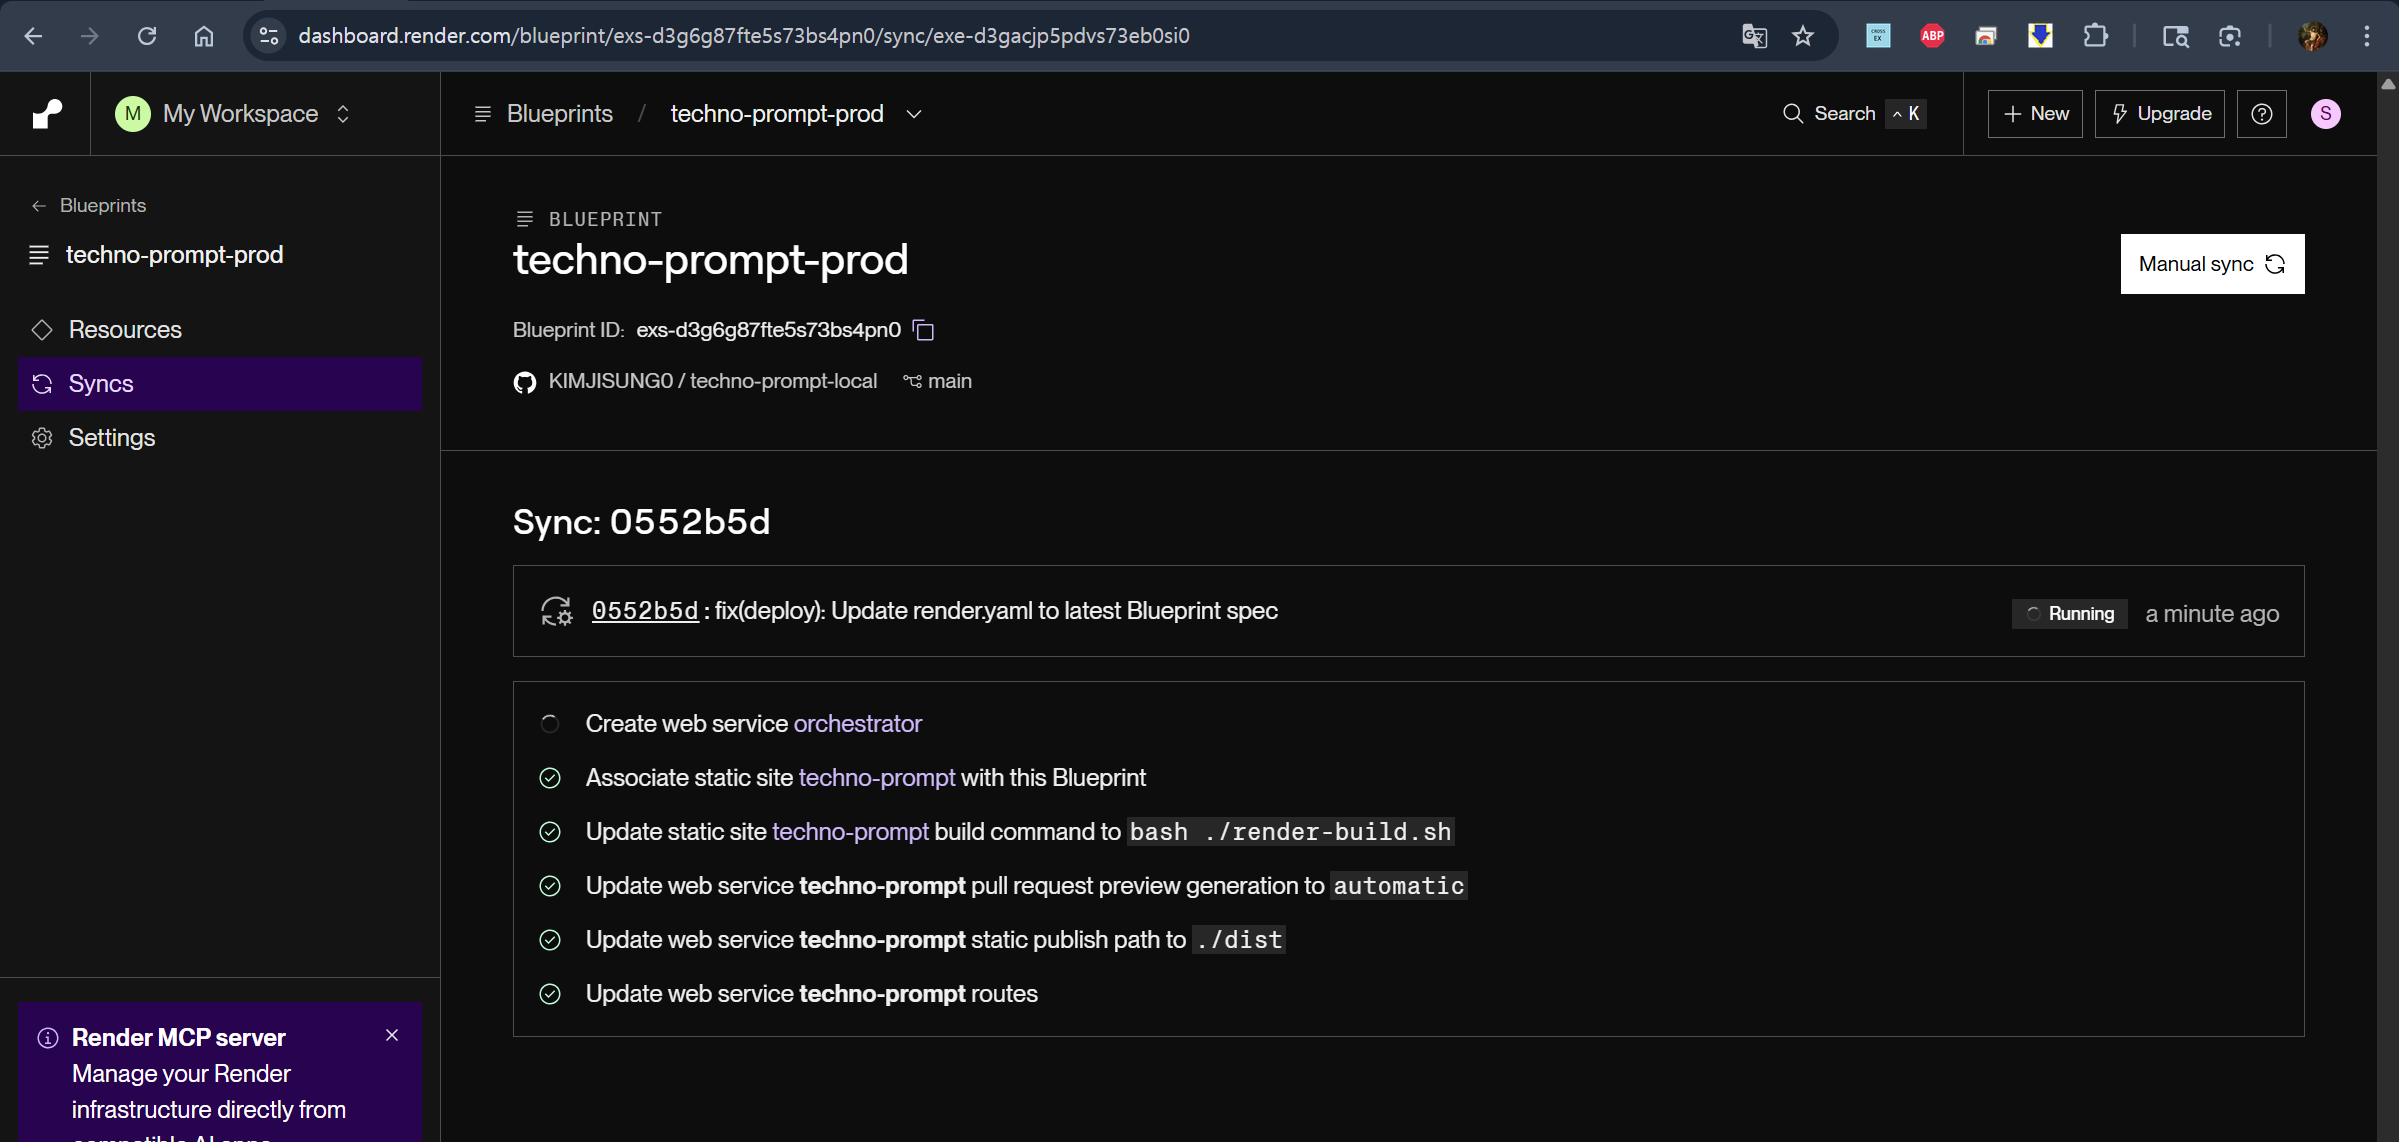 dashboard.render.com/blueprint/exs-d3g6g87fte5s73bs4pn0/sync/exe-d3gacjp5pdvs73eb0si0
CROSS EX
ABP
M My Workspace
Blueprints / techno-prompt-prod
Search ^ K
+ New
Upgrade
S
Blueprints
techno-prompt-prod
Resources
Syncs
Settings
Render MCP server
Manage your Render
infrastructure directly from
BLUEPRINT
techno-prompt-prod
Manual sync
Blueprint ID: exs-d3g6g87fte5s73bs4pn0
KIMJISUNG0 / techno-prompt-local main
Sync: 0552b5d
0552b5d : fix(deploy): Update render.yaml to latest Blueprint spec
Running a minute ago
Create web service orchestrator
Associate static site techno-prompt with this Blueprint
Update static site techno-prompt build command to bash ./render-build.sh
Update web service techno-prompt pull request preview generation to automatic
Update web service techno-prompt static publish path to ./dist
Update web service techno-prompt routes